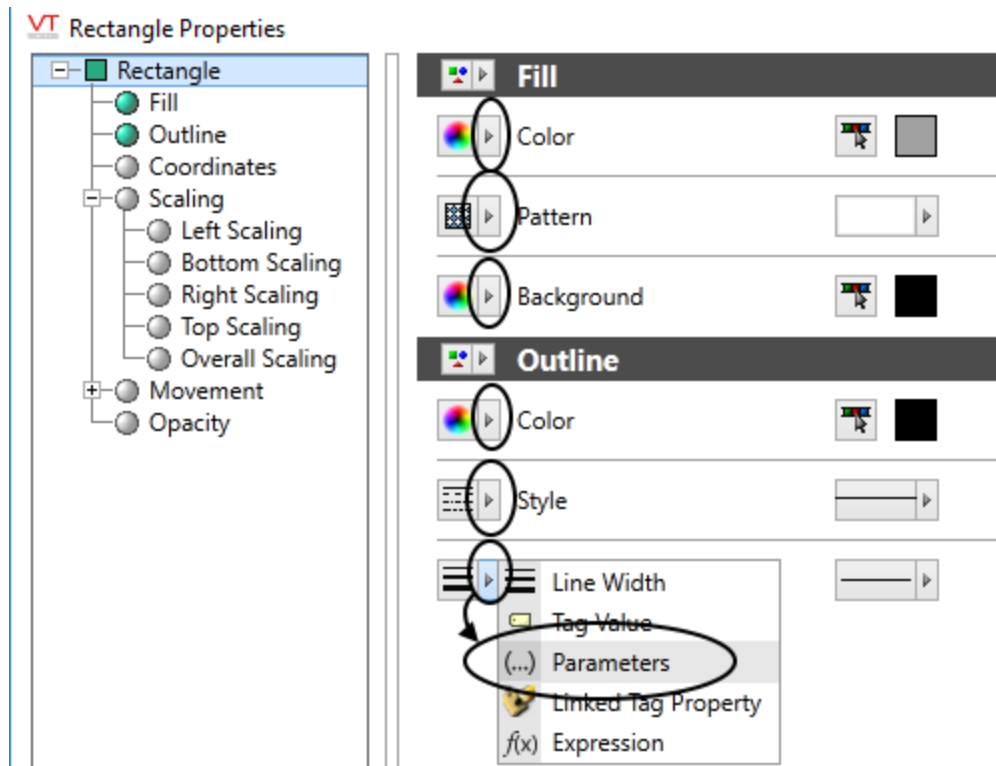 VT Rectangle Properties
Rectangle
Fill
Outline
Coordinates
Scaling
Left Scaling
Bottom Scaling
Right Scaling
Top Scaling
Overall Scaling
Movement
Opacity
Fill
Color
Pattern
Background
Outline
Color
Style
Line Width
Tag Value
(...) Parameters
Linked Tag Property
f(x) Expression